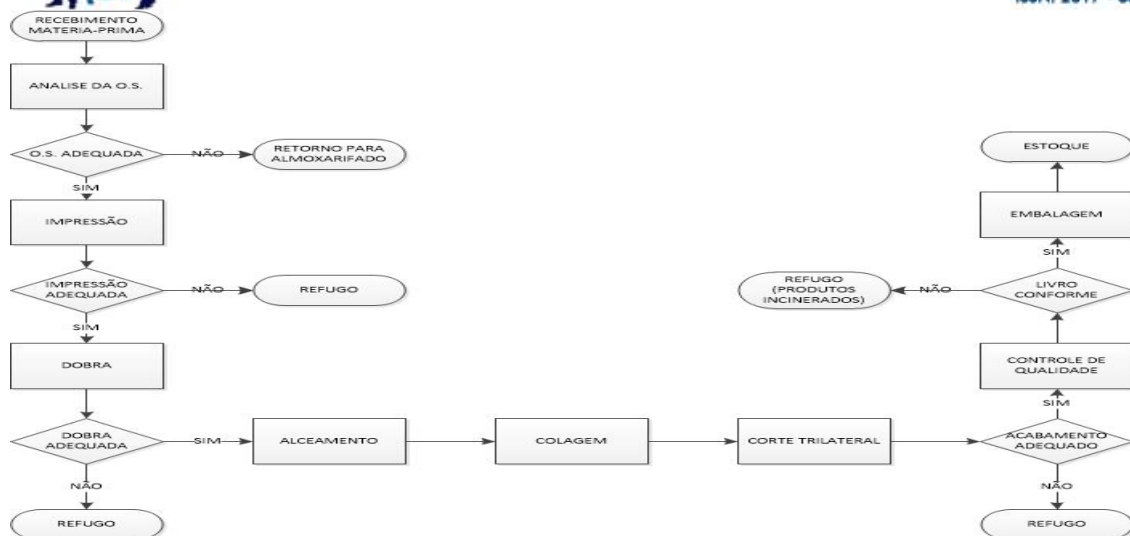 RECEBIMENTO
MATERIA-PRIMA
ANALISE DA O.S.
O.S. ADEQUADA
NÃO
RETORNO PARA
ALMOXARIFADO
SIM
IMPRESSÃO
IMPRESSÃO
ADEQUADA
NÃO
REFUGO
SIM
DOBRA
DOBRA
ADEQUADA
NÃO
REFUGO
SIM
ALCEAMENTO
COLAGEM
CORTE TRILATERAL
ACABAMENTO
ADEQUADO
NÃO
REFUGO
SIM
CONTROLE DE
QUALIDADE
LIVRO
CONFORME
NÃO
REFUGO
(PRODUTOS
INCINERADOS)
SIM
EMBALAGEM
ESTOQUE